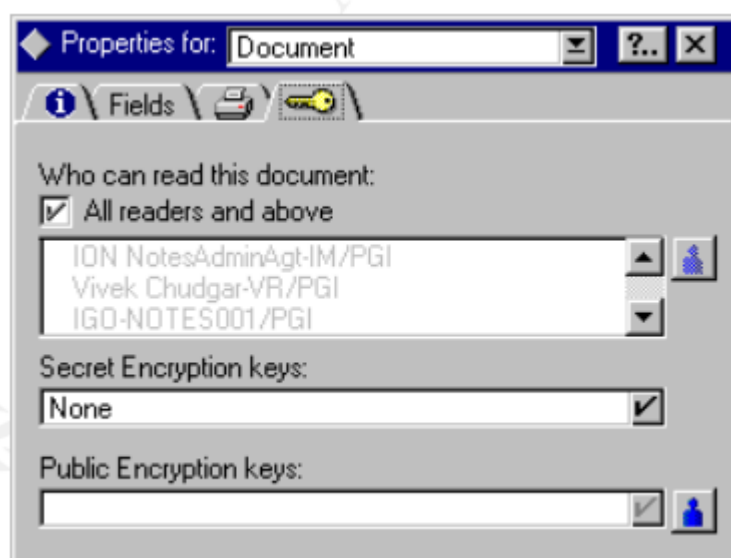 Properties for: Document ?..
Fields
Who can read this document:
All readers and above
ION NotesAdminAgt-IM/PGI
Vivek Chudgar-VR/PGI
IGO-NOTES001/PGI
Secret Encryption keys:
None
Public Encryption keys: